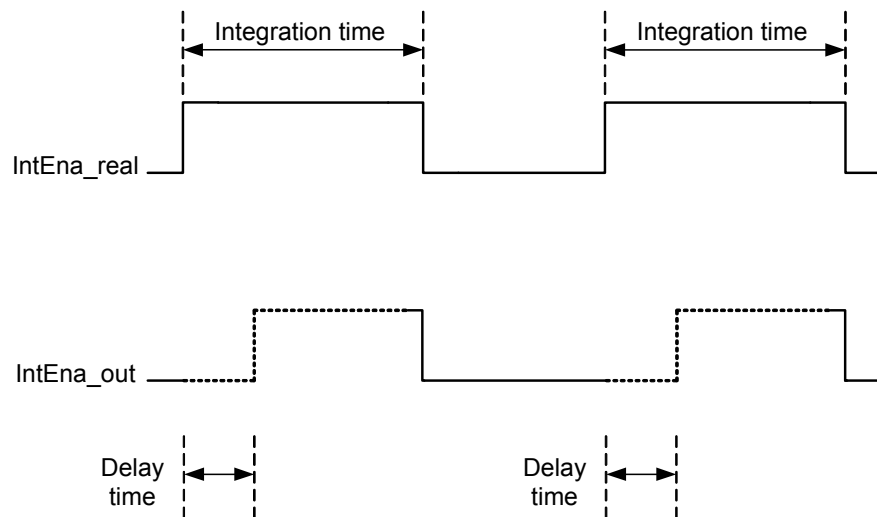 Integration time
Integration time
IntEna_real
IntEna_out
Delay
time
Delay
time